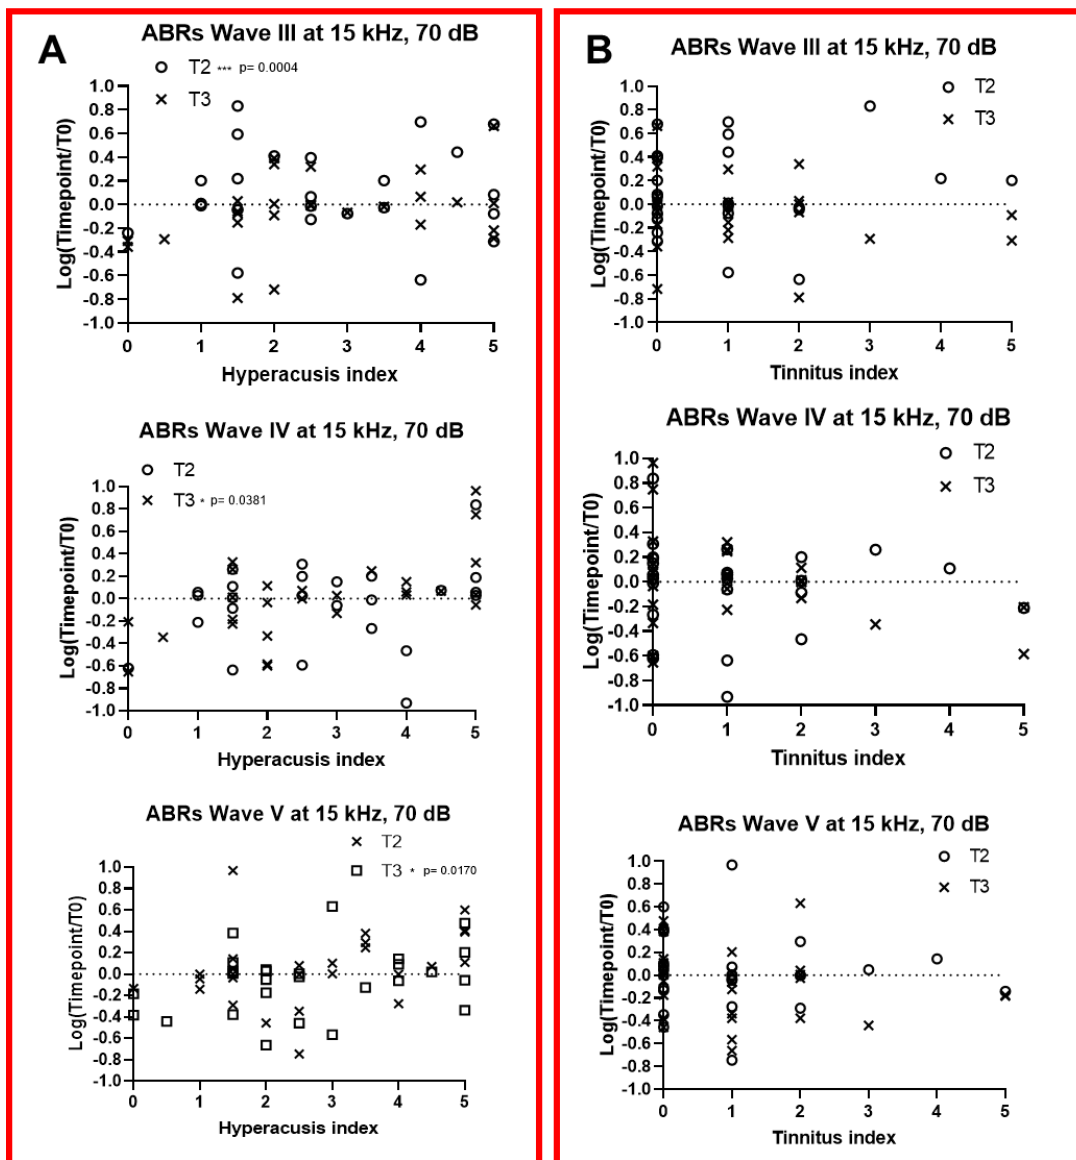 A
ABRs Wave III at 15 kHz, 70 dB
T2 *** p= 0.0004
T3
Log(Timepoint/T0)
1.0
0.8
0.6
0.4
0.2
0.0
-0.2
-0.4
-0.6
-0.8
-1.0
0 1 2 3 4 5
Hyperacusis index
ABRs Wave IV at 15 kHz, 70 dB
T2
T3 * p= 0.0381
Log(Timepoint/T0)
1.0
0.8
0.6
0.4
0.2
0.0
-0.2
-0.4
-0.6
-0.8
-1.0
0 1 2 3 4 5
Hyperacusis index
ABRs Wave V at 15 kHz, 70 dB
T2
T3 * p= 0.0170
Log(Timepoint/T0)
1.0
0.8
0.6
0.4
0.2
0.0
-0.2
-0.4
-0.6
-0.8
-1.0
0 1 2 3 4 5
Hyperacusis index
B
ABRs Wave III at 15 kHz, 70 dB
T2
T3
Log(Timepoint/T0)
1.0
0.8
0.6
0.4
0.2
0.0
-0.2
-0.4
-0.6
-0.8
-1.0
0 1 2 3 4 5
Tinnitus index
ABRs Wave IV at 15 kHz, 70 dB
T2
T3
Log(Timepoint/T0)
1.0
0.8
0.6
0.4
0.2
0.0
-0.2
-0.4
-0.6
-0.8
-1.0
0 1 2 3 4 5
Tinnitus index
ABRs Wave V at 15 kHz, 70 dB
T2
T3
Log(Timepoint/T0)
1.0
0.8
0.6
0.4
0.2
0.0
-0.2
-0.4
-0.6
-0.8
-1.0
0 1 2 3 4 5
Tinnitus index